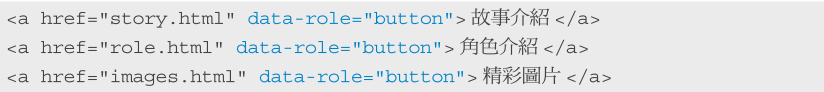 <a href="story.html" data-role="button">故事介紹</a>
<a href="role.html" data-role="button">角色介紹</a>
<a href="images.html" data-role="button">精彩圖片</a>